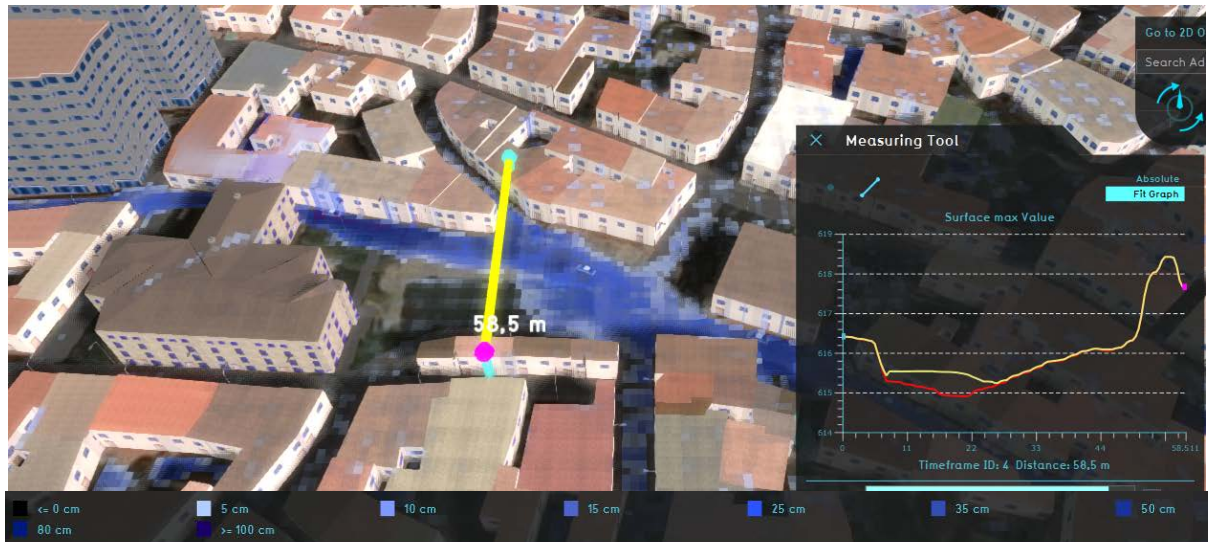 Go to 2D O
Search Ad
Measuring Tool
Absolute
Fit Graph
Surface max Value
619
618
617
616
615
614
0 11 22 33 44 58.511
Timeframe ID: 4 Distance: 58,5 m
58,5 m
<= 0 cm 5 cm 10 cm 15 cm 25 cm 35 cm 50 cm
80 cm >= 100 cm